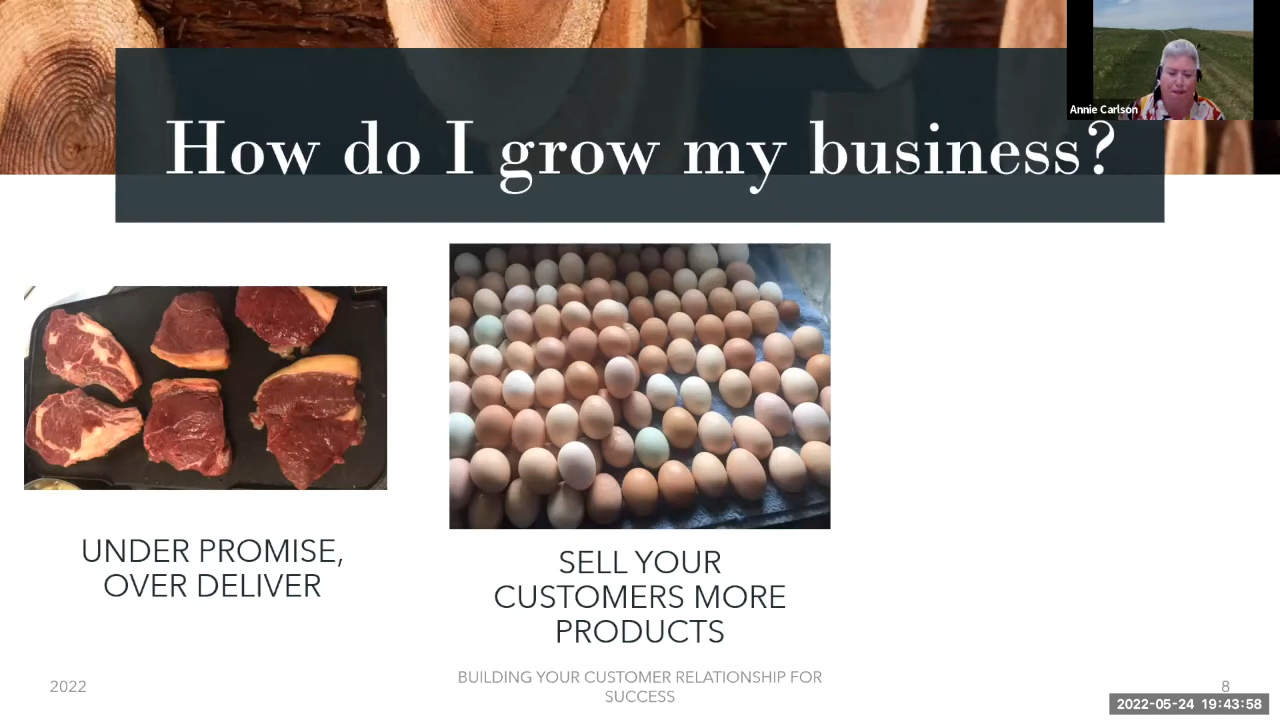 Annie Carlson
How do I grow my business?
UNDER PROMISE,
OVER DELIVER
SELL YOUR
CUSTOMERS MORE
PRODUCTS
2022
BUILDING YOUR CUSTOMER RELATIONSHIP FOR
SUCCESS
8
2022-05-24 19:43:58